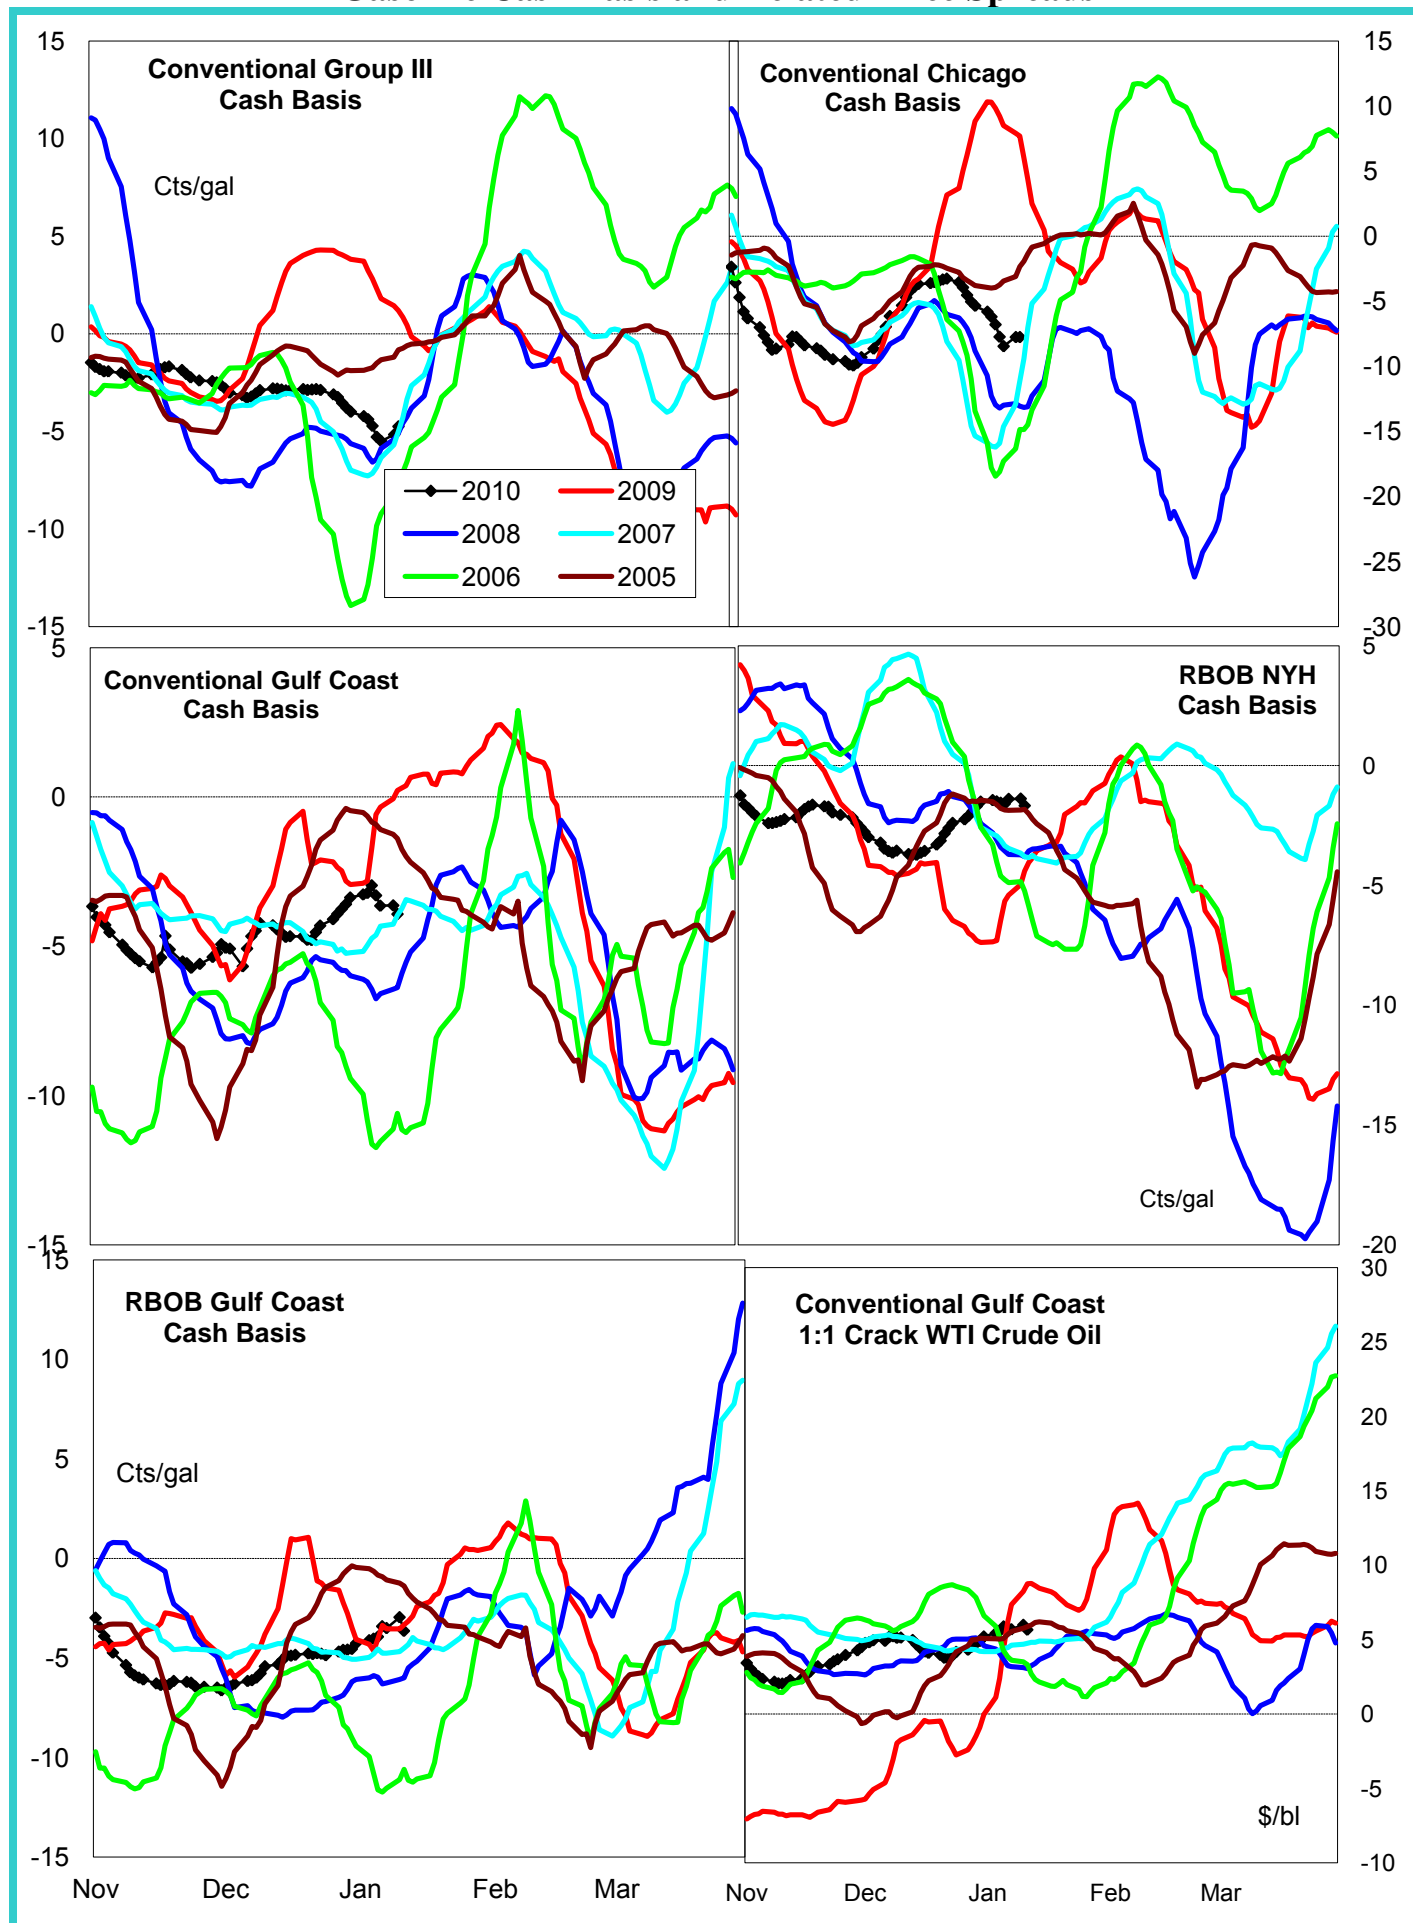 15
10
5
0
-5
-10
-15
Conventional Group III
Cash Basis
Cts/gal
2010
2009
2008
2007
2006
2005
Conventional Chicago
Cash Basis
15
10
5
0
-5
-10
-15
-20
-25
-30
5
0
-5
-10
-15
Conventional Gulf Coast
Cash Basis
RBOB NYH
Cash Basis
Cts/gal
5
0
-5
-10
-15
-20
15
10
5
0
-5
-10
-15
RBOB Gulf Coast
Cash Basis
Cts/gal
Nov
Dec
Jan
Feb
Mar
Conventional Gulf Coast
1:1 Crack WTI Crude Oil
$/bl
30
25
20
15
10
5
0
-5
-10
Nov
Dec
Jan
Feb
Mar